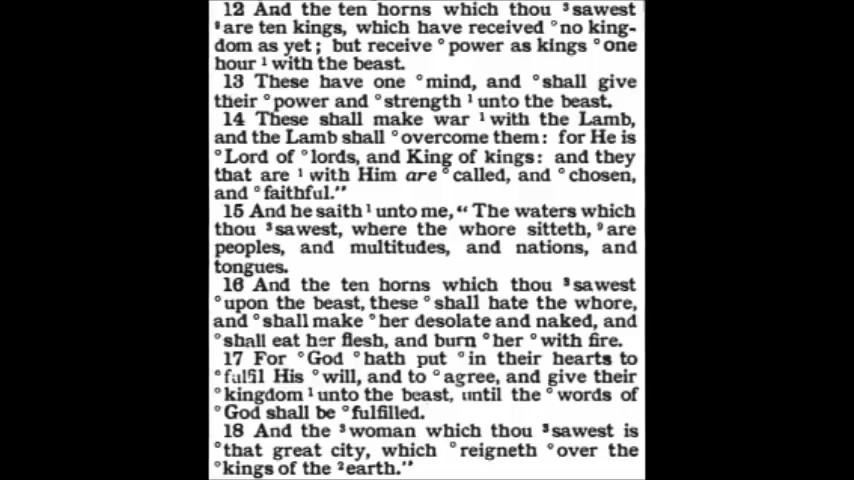 12 And the ten horns which thou ³sawest
⁹are ten kings, which have received °no king-
dom as yet; but receive °power as kings °one
hour ¹with the beast.
13 These have one °mind, and °shall give
their °power and °strength ¹unto the beast.
14 These shall make war ¹with the Lamb,
and the Lamb shall °overcome them: for He is
°Lord of °lords, and King of kings: and they
that are ¹with Him are °called, and °chosen,
and °faithful."
15 And he saith ¹unto me, "The waters which
thou ³sawest, where the whore sitteth, ⁹are
peoples, and multitudes, and nations, and
tongues.
16 And the ten horns which thou ³sawest
°upon the beast, these °shall hate the whore,
and °shall make °her desolate and naked, and
°shall eat her flesh, and burn °her °with fire.
17 For °God °hath put °in their hearts to
°fulfil His °will, and to °agree, and give their
°kingdom ¹unto the beast, until the °words of
°God shall be °fulfilled.
18 And the ³woman which thou ³sawest is
°that great city, which °reigneth °over the
°kings of the ²earth."